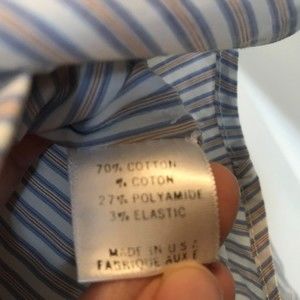 70% COTTON
% COTON
27% POLYAMIDE
3% ELASTIC
MADE IN U S A
FABRIQUE AUX E